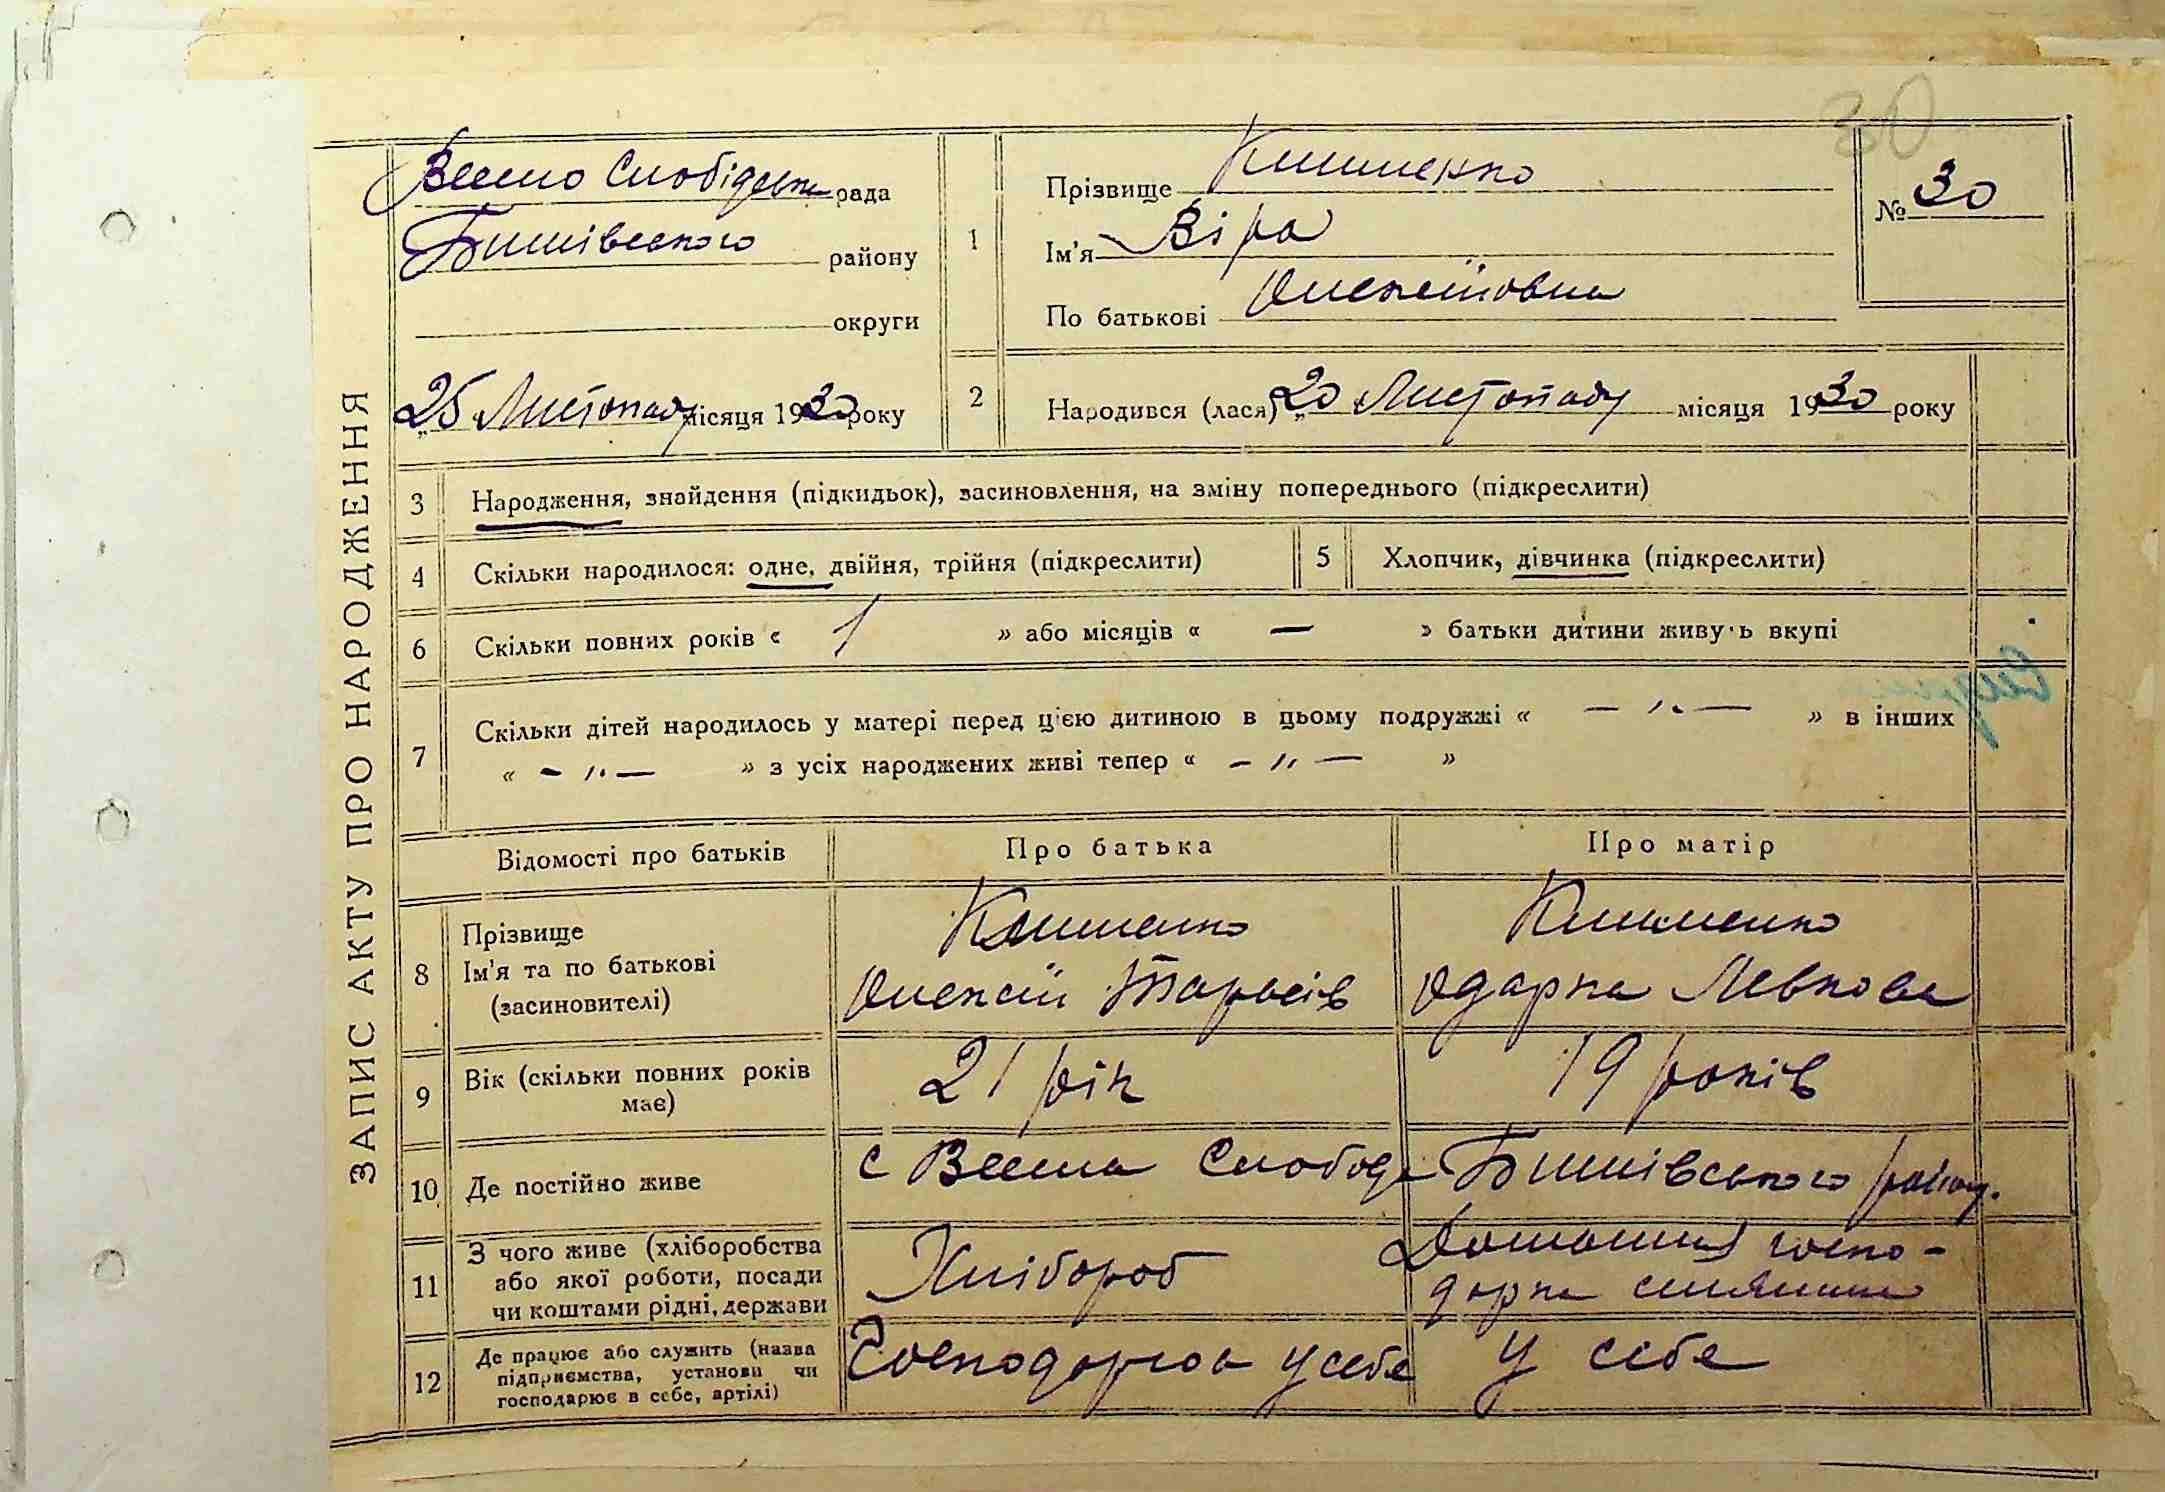 ЗАПИС АКТУ ПРО НАРОДЖЕННЯ
30
Весело Слобідська рада
району
округи
25 Листопаду місяця 1930 року
1
Прізвище Клименко
Ім'я Віра
По батькові Олексіївна
№ 30
2
Народився (лася) „20 Листопаду місяця 1930 року
3 Народження, знайдення (підкидьок), засиновлення, на зміну попереднього (підкреслити)
4 Скільки народилося: одне, двійня, трійня (підкреслити)
5 Хлопчик, дівчинка (підкреслити)
6 Скільки повних років « 1 » або місяців « — » батьки дитини живуть вкупі
7 Скільки дітей народилось у матері перед цією дитиною в цьому подружжі « — „ — » в інших
« — „ — » з усіх народжених живі тепер « — „ — »
Відомості про батьків
Про батька
Про матір
8
Прізвище
Ім'я та по батькові
(засиновителі)
Клименко
Олексій Тарасів
Клименко
Одарка Левкова
9
Вік (скільки повних років
має)
21 рік
19 років
10 Де постійно живе
с Весела Слобода району.
11
З чого живе (хліборобства
або якої роботи, посади
чи коштами рідні, держави
Хлібороб
Домашня госпо-
дарка селянка
12
Де працює або служить (назва
підприємства, установи чи
господарює в себе, артілі)
Господарює у себе
у себе